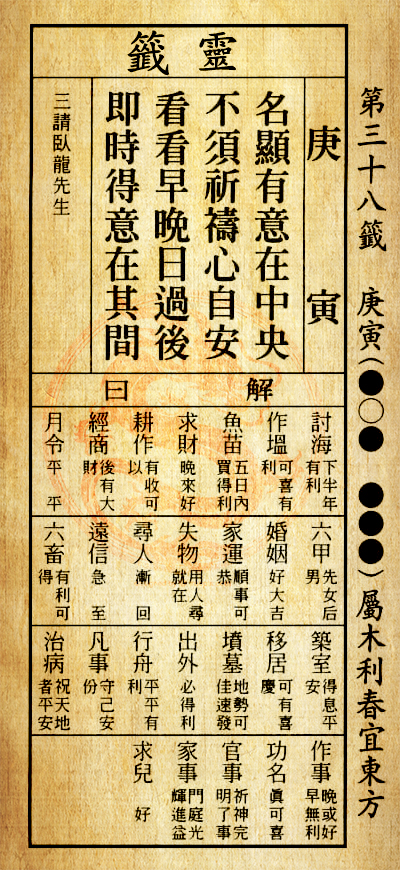 第三十八籤 庚寅(●○● ●●●)屬木利春宜東方
靈籤
庚寅
名顯有意在中央
不須祈禱心自安
看看早晚日過後
即時得意在其間
三請臥龍先生
解曰
討海 下半年有利
作塭 可喜有利
魚苗 五日內買得利
求財 晚來好
耕作 有收可以
經商 後有大財
月令 平平
六甲 先女后男
婚姻 好大吉
家運 順事可恭
失物 用人尋就在
尋人 漸回
遠信 急至
六畜 有利可得
築室 得息平安
移居 可有喜慶
墳墓 地勢可佳速發
出外 必得利
行舟 平平有利
凡事 守己安份
治病 祝天地者平安
作事 晚或好早無利
功名 眞可喜
官事 祈神完明了事
家事 門庭光輝進益
求兒 好